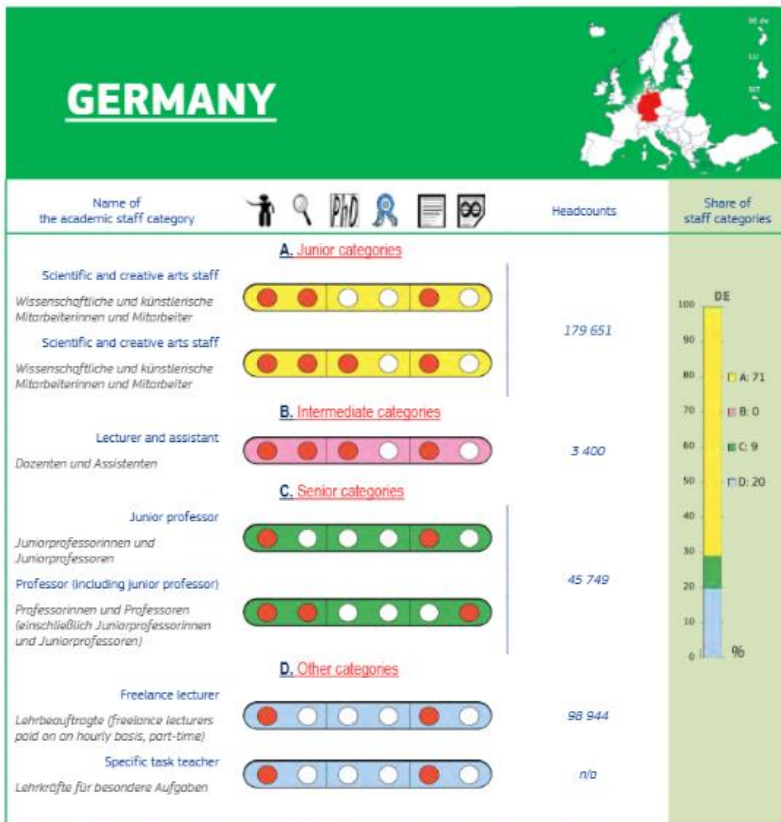 GERMANY
BE de
LU
MT
Name of
the academic staff category
PhD
Headcounts
Share of
staff categories
A. Junior categories
Scientific and creative arts staff
Wissenschaftliche und künstlerische
Mitarbeiterinnen und Mitarbeiter
179 651
Scientific and creative arts staff
Wissenschaftliche und künstlerische
Mitarbeiterinnen und Mitarbeiter
B. Intermediate categories
Lecturer and assistant
Dozenten und Assistenten
3 400
C. Senior categories
Junior professor
Juniorprofessorinnen und
Juniorprofessoren
45 749
Professor (including junior professor)
Professorinnen und Professoren
(einschließlich Juniorprofessorinnen
und Juniorprofessoren)
D. Other categories
Freelance lecturer
Lehrbeauftragte (freelance lecturers
paid on an hourly basis, part-time)
98 944
Specific task teacher
Lehrkräfte für besondere Aufgaben
n/a
DE
100
90
80
70
60
50
40
30
20
10
0
%
A: 71
B: 0
C: 9
D: 20